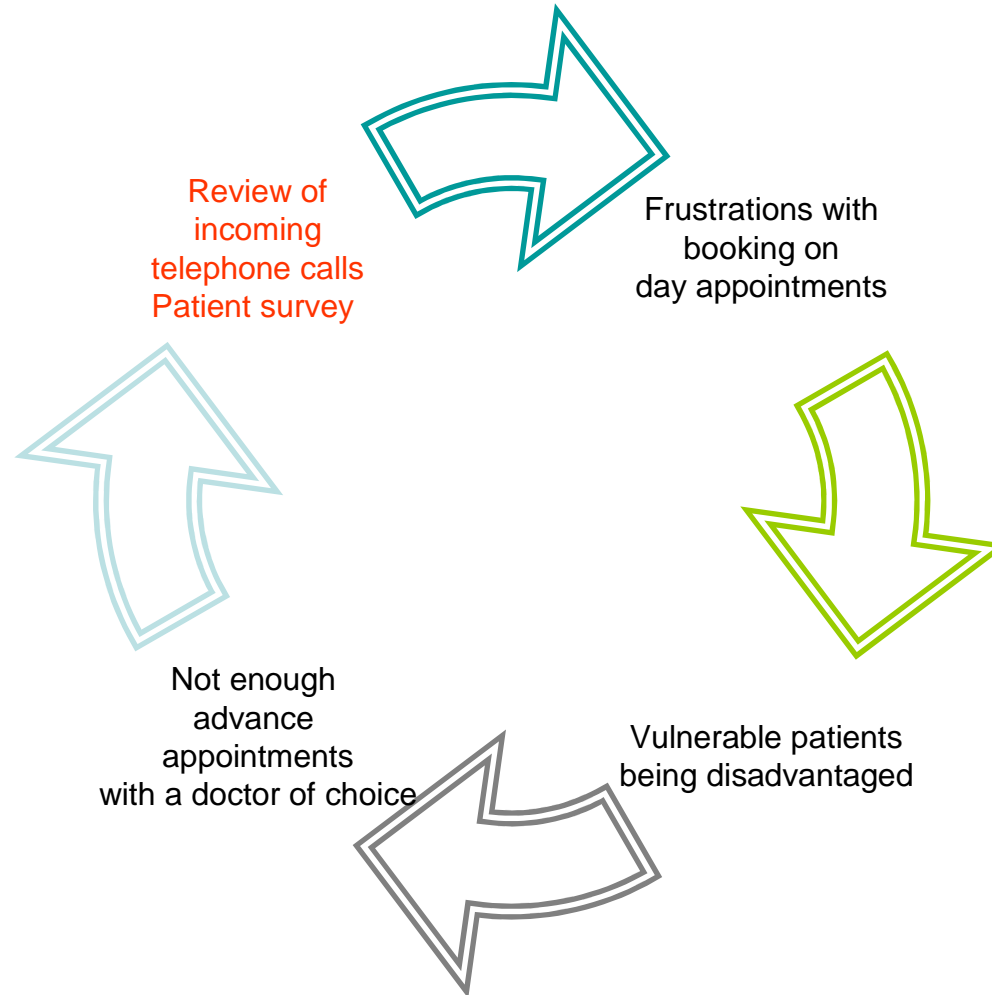 Review of
incoming
telephone calls
Patient survey
Frustrations with
booking on
day appointments
Vulnerable patients
being disadvantaged
Not enough
advance
appointments
with a doctor of choice